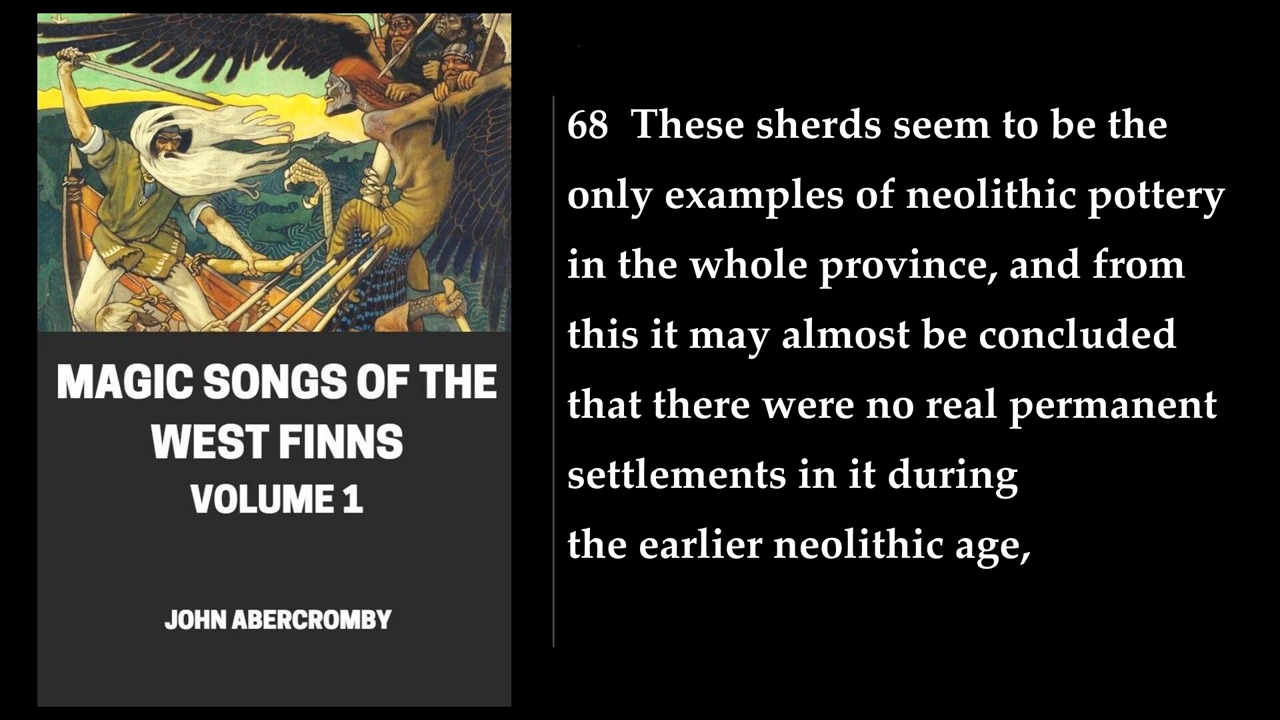 MAGIC SONGS OF THE
WEST FINNS
VOLUME 1
JOHN ABERCROMBY
68 These sherds seem to be the
only examples of neolithic pottery
in the whole province, and from
this it may almost be concluded
that there were no real permanent
settlements in it during
the earlier neolithic age,